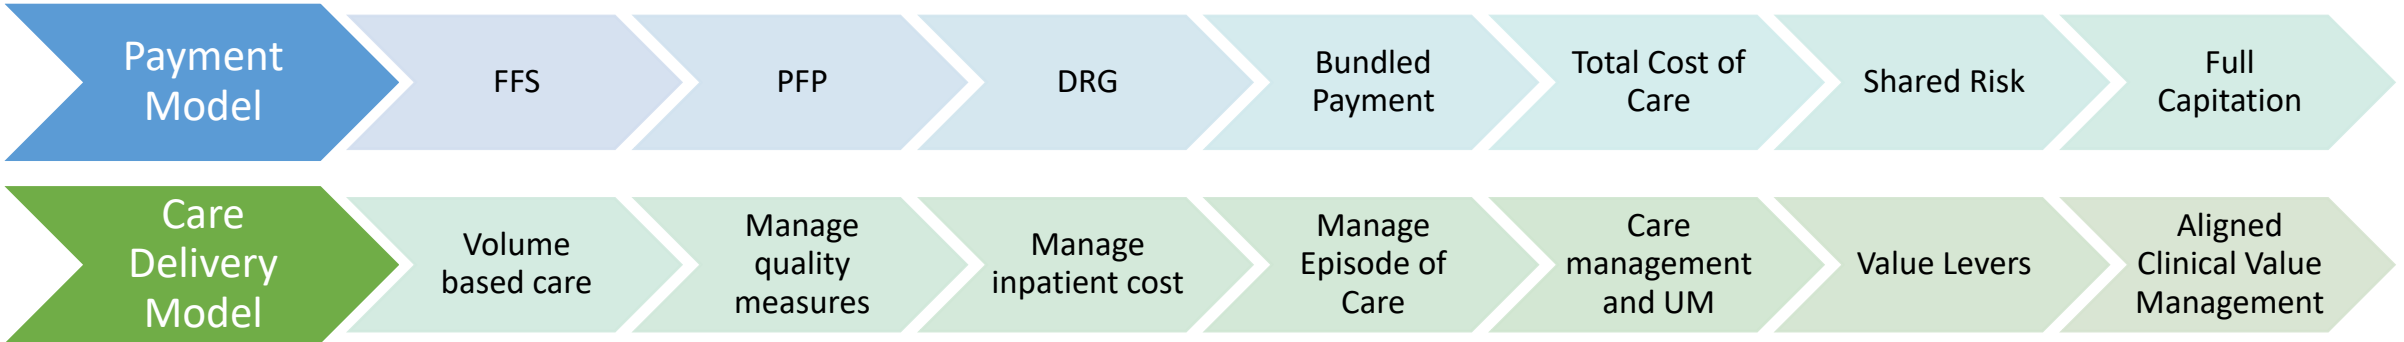 Payment
Model
FFS
PFP
DRG
Bundled
Payment
Total Cost of
Care
Shared Risk
Full
Capitation
Care
Delivery
Model
Volume
based care
Manage
quality
measures
Manage
inpatient cost
Manage
Episode of
Care
Care
management
and UM
Value Levers
Aligned
Clinical Value
Management